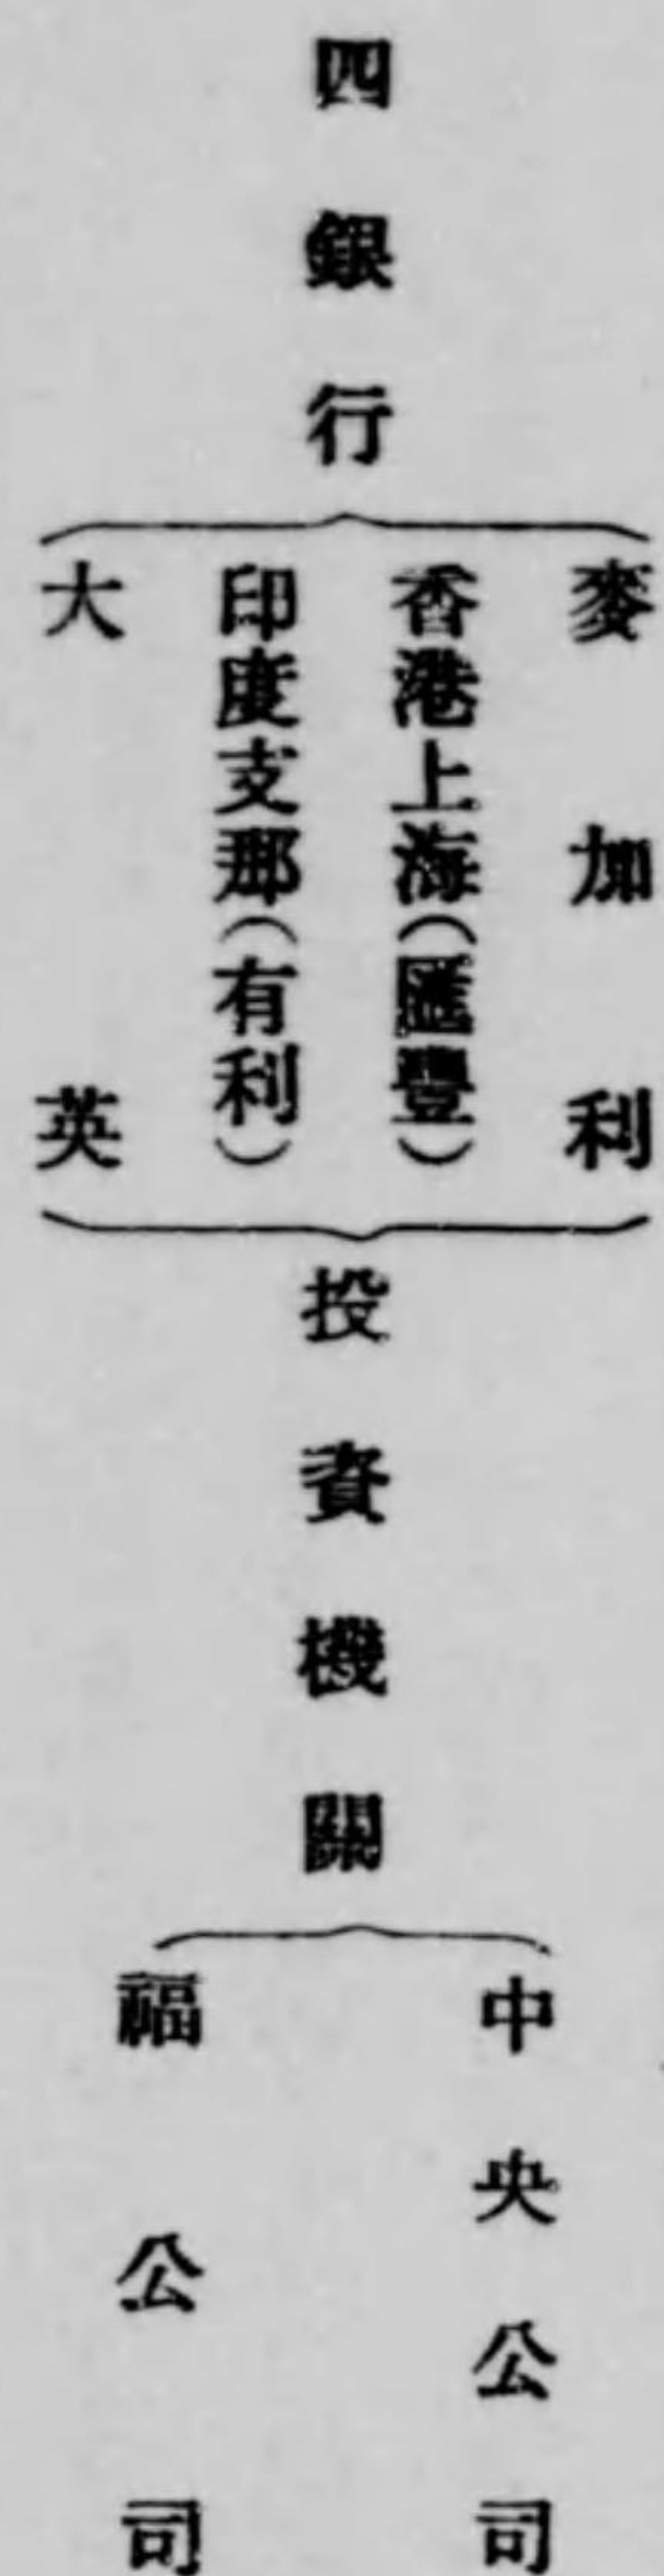 四銀行
麥加利
香港上海(匯豐)
印度支那(有利)
大英
投資機關
中央公司
福公司